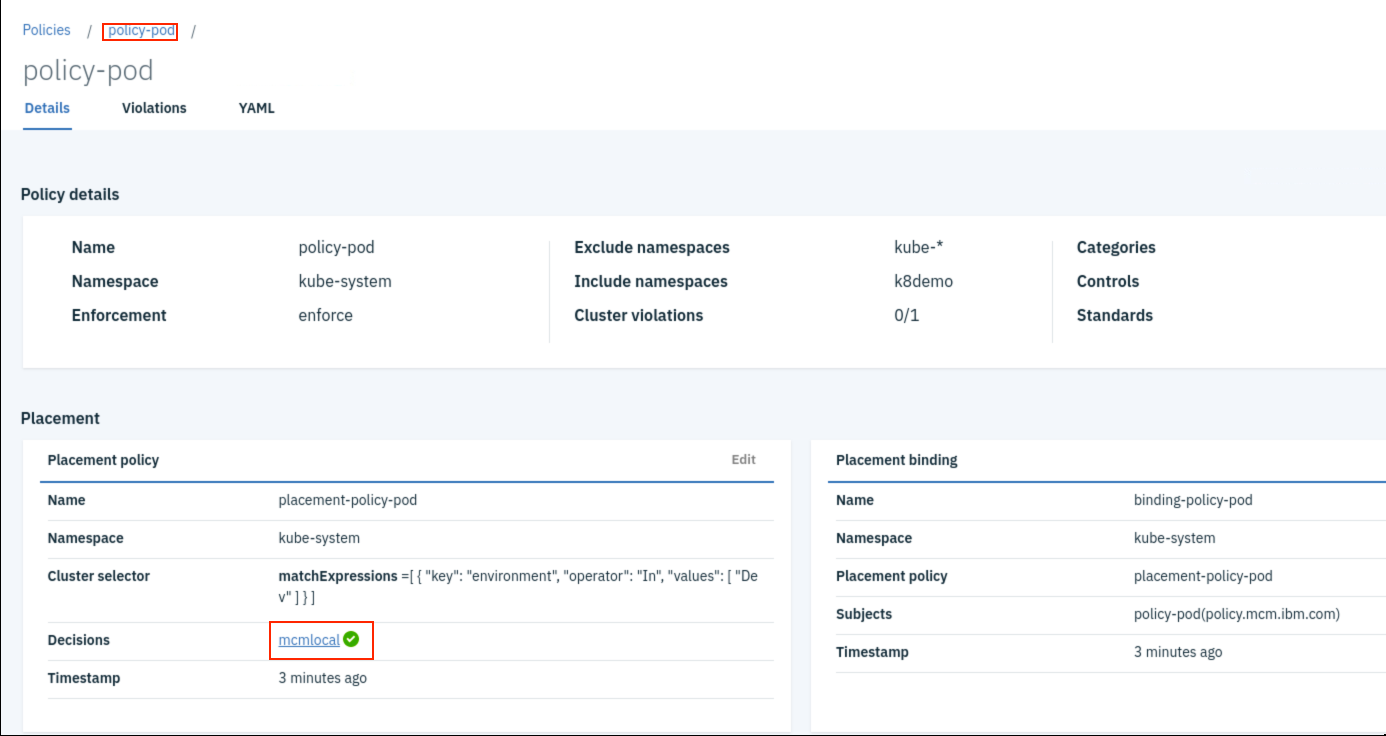 Policies / policy-pod /
policy-pod
Details Violations YAML
Policy details
Name policy-pod Exclude namespaces kube-* Categories
Namespace kube-system Include namespaces k8demo Controls
Enforcement enforce Cluster violations 0/1 Standards
Placement
Placement policy Edit
Name placement-policy-pod
Namespace kube-system
Cluster selector matchExpressions =[ { "key": "environment", "operator": "In", "values": [ "De
v" ] } ]
Decisions mcmlocal
Timestamp 3 minutes ago
Placement binding
Name binding-policy-pod
Namespace kube-system
Placement policy placement-policy-pod
Subjects policy-pod(policy.mcm.ibm.com)
Timestamp 3 minutes ago